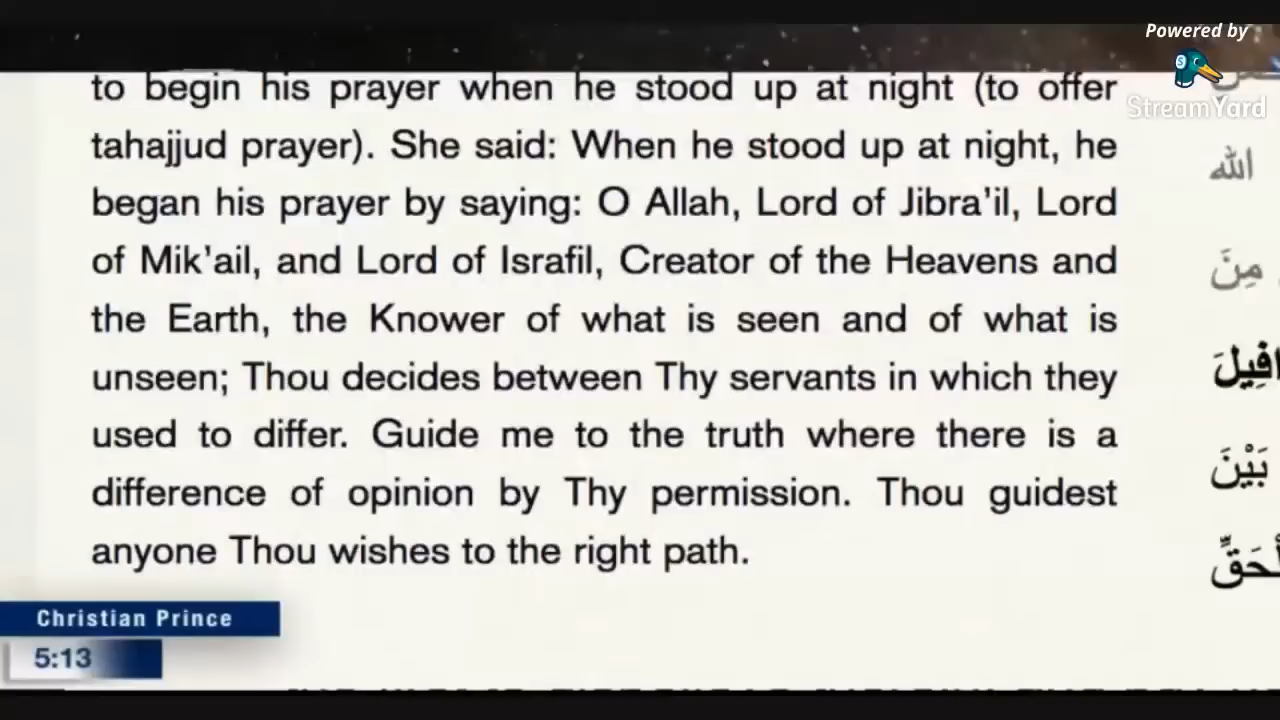 Powered by
StreamYard
to begin his prayer when he stood up at night (to offer
tahajjud prayer). She said: When he stood up at night, he
began his prayer by saying: O Allah, Lord of Jibra'il, Lord
of Mik'ail, and Lord of Israfil, Creator of the Heavens and
the Earth, the Knower of what is seen and of what is
unseen; Thou decides between Thy servants in which they
used to differ. Guide me to the truth where there is a
difference of opinion by Thy permission. Thou guidest
anyone Thou wishes to the right path.
الله
مِنَ
بَيْنَ
Christian Prince
5:13